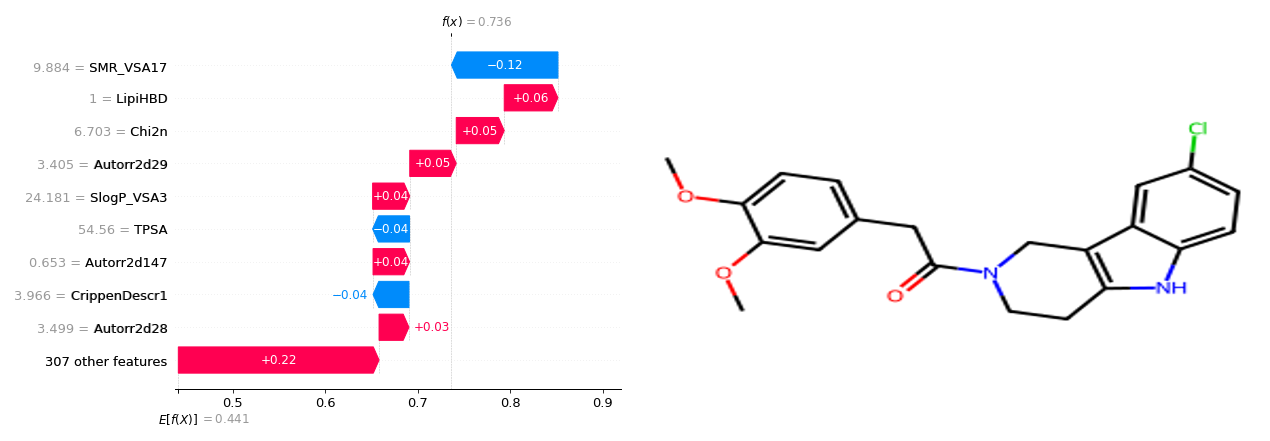 f(x) = 0.736
9.884 = SMR_VSA17
−0.12
1 = LipiHBD
+0.06
6.703 = Chi2n
+0.05
3.405 = Autorr2d29
+0.05
24.181 = SlogP_VSA3
+0.04
54.56 = TPSA
−0.04
0.653 = Autorr2d147
+0.04
3.966 = CrippenDescr1
−0.04
3.499 = Autorr2d28
+0.03
307 other features
+0.22
0.5 0.6 0.7 0.8 0.9
E[f(X)] = 0.441
Cl
O
O
O
N
NH